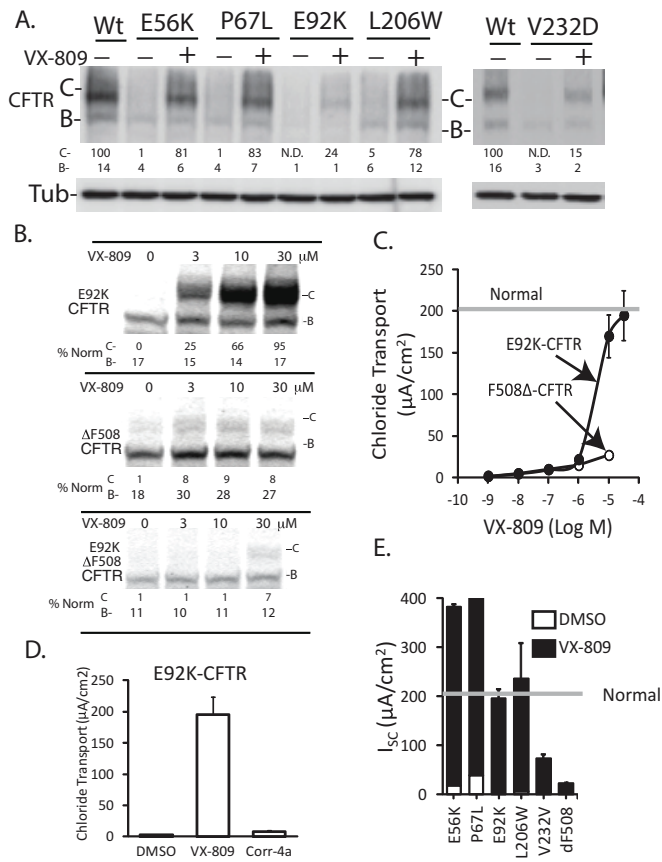 A.
Wt E56K P67L E92K L206W Wt V232D
VX-809 – – + – + – + – + – – +
CFTR C- B- -C- -B-
C- 100 1 81 1 83 N.D. 24 5 78 100 N.D. 15
B- 14 4 6 4 7 1 1 6 12 16 3 2
Tub-
B.
VX-809 0 3 10 30 μM
E92K
CFTR
–C
-B
% Norm
C- 0 25 66 95
B- 17 15 14 17
VX-809 0 3 10 30 μM
ΔF508
CFTR
–C
-B
% Norm
C 1 8 9 8
B- 18 30 28 27
VX-809 0 3 10 30 μM
E92K
ΔF508
CFTR
–C
-B
% Norm
C 1 1 1 7
B- 11 10 11 12
C.
Chloride Transport
(μA/cm²)
250
200
150
100
50
0
Normal
E92K-CFTR
F508Δ-CFTR
-10 -9 -8 -7 -6 -5 -4
VX-809 (Log M)
D.
E92K-CFTR
Chloride Transport (μA/cm2)
250
200
150
100
50
0
DMSO VX-809 Corr-4a
E.
ISC (μA/cm²)
400
300
200
100
0
DMSO
VX-809
Normal
E56K
P67L
E92K
L206W
V232V
dF508